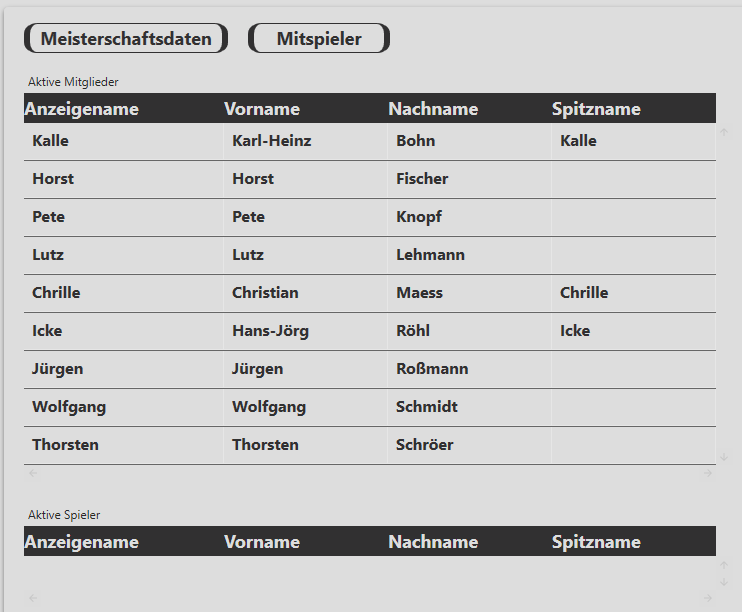 Meisterschaftsdaten Mitspieler
Aktive Mitglieder
Anzeigename Vorname Nachname Spitzname
Kalle Karl-Heinz Bohn Kalle
Horst Horst Fischer
Pete Pete Knopf
Lutz Lutz Lehmann
Chrille Christian Maess Chrille
Icke Hans-Jörg Röhl Icke
Jürgen Jürgen Roßmann
Wolfgang Wolfgang Schmidt
Thorsten Thorsten Schröer
Aktive Spieler
Anzeigename Vorname Nachname Spitzname